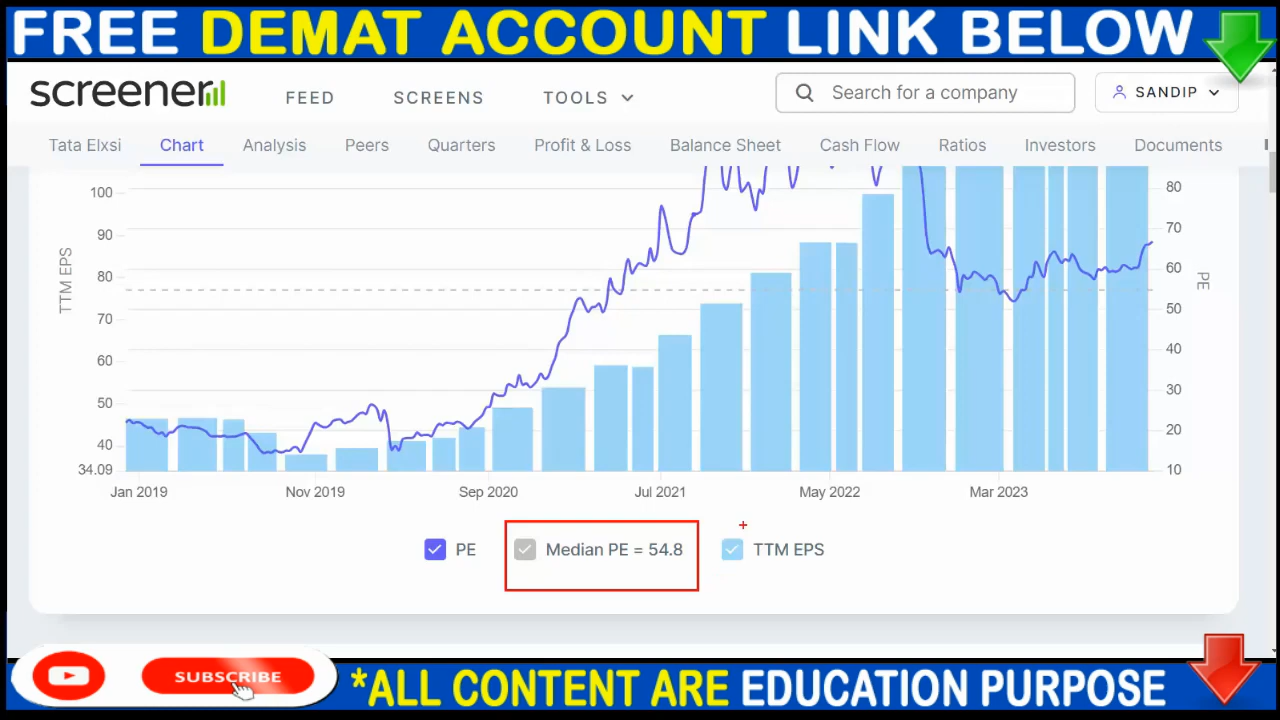 FREE DEMAT ACCOUNT LINK BELOW
screener
FEED SCREENS TOOLS
Search for a company
SANDIP
Tata Elxsi Chart Analysis Peers Quarters Profit & Loss Balance Sheet Cash Flow Ratios Investors Documents
100
90
80
70
60
50
40
34.09
TTM EPS
80
70
60
50
40
30
20
10
PE
Jan 2019 Nov 2019 Sep 2020 Jul 2021 May 2022 Mar 2023
PE Median PE = 54.8 TTM EPS
SUBSCRIBE
*ALL CONTENT ARE EDUCATION PURPOSE